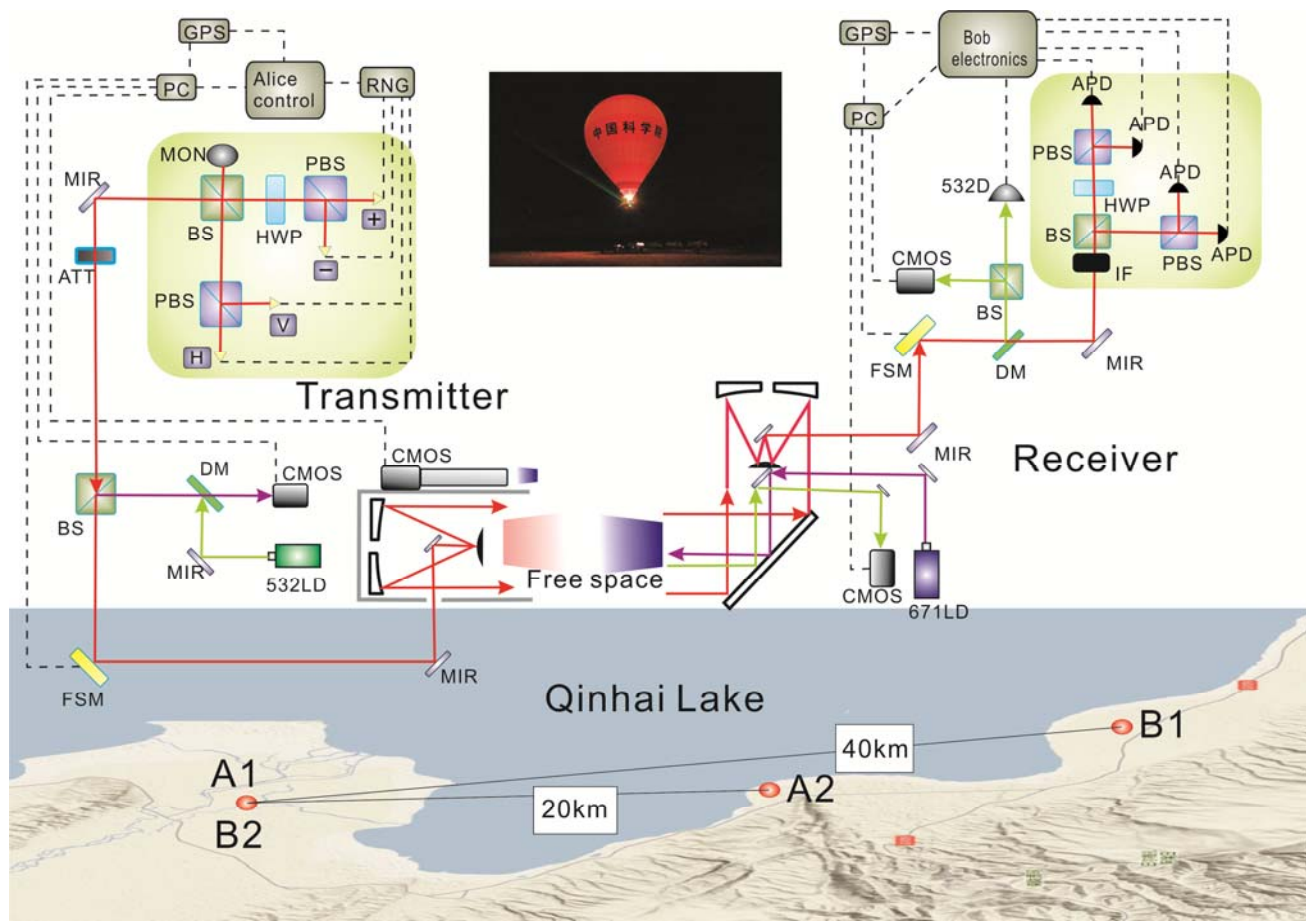 GPS
PC
Alice
control
RNG
MON
MIR
BS
HWP
PBS
+
−
ATT
PBS
V
H
Transmitter
DM
CMOS
BS
MIR
532LD
FSM
MIR
CMOS
Free space
中国科学院
GPS
Bob
electronics
PC
APD
PBS
APD
APD
HWP
532D
BS
PBS
APD
IF
CMOS
BS
FSM
DM
MIR
MIR
Receiver
CMOS
671LD
Qinhai Lake
A1
B2
40km
20km
A2
B1